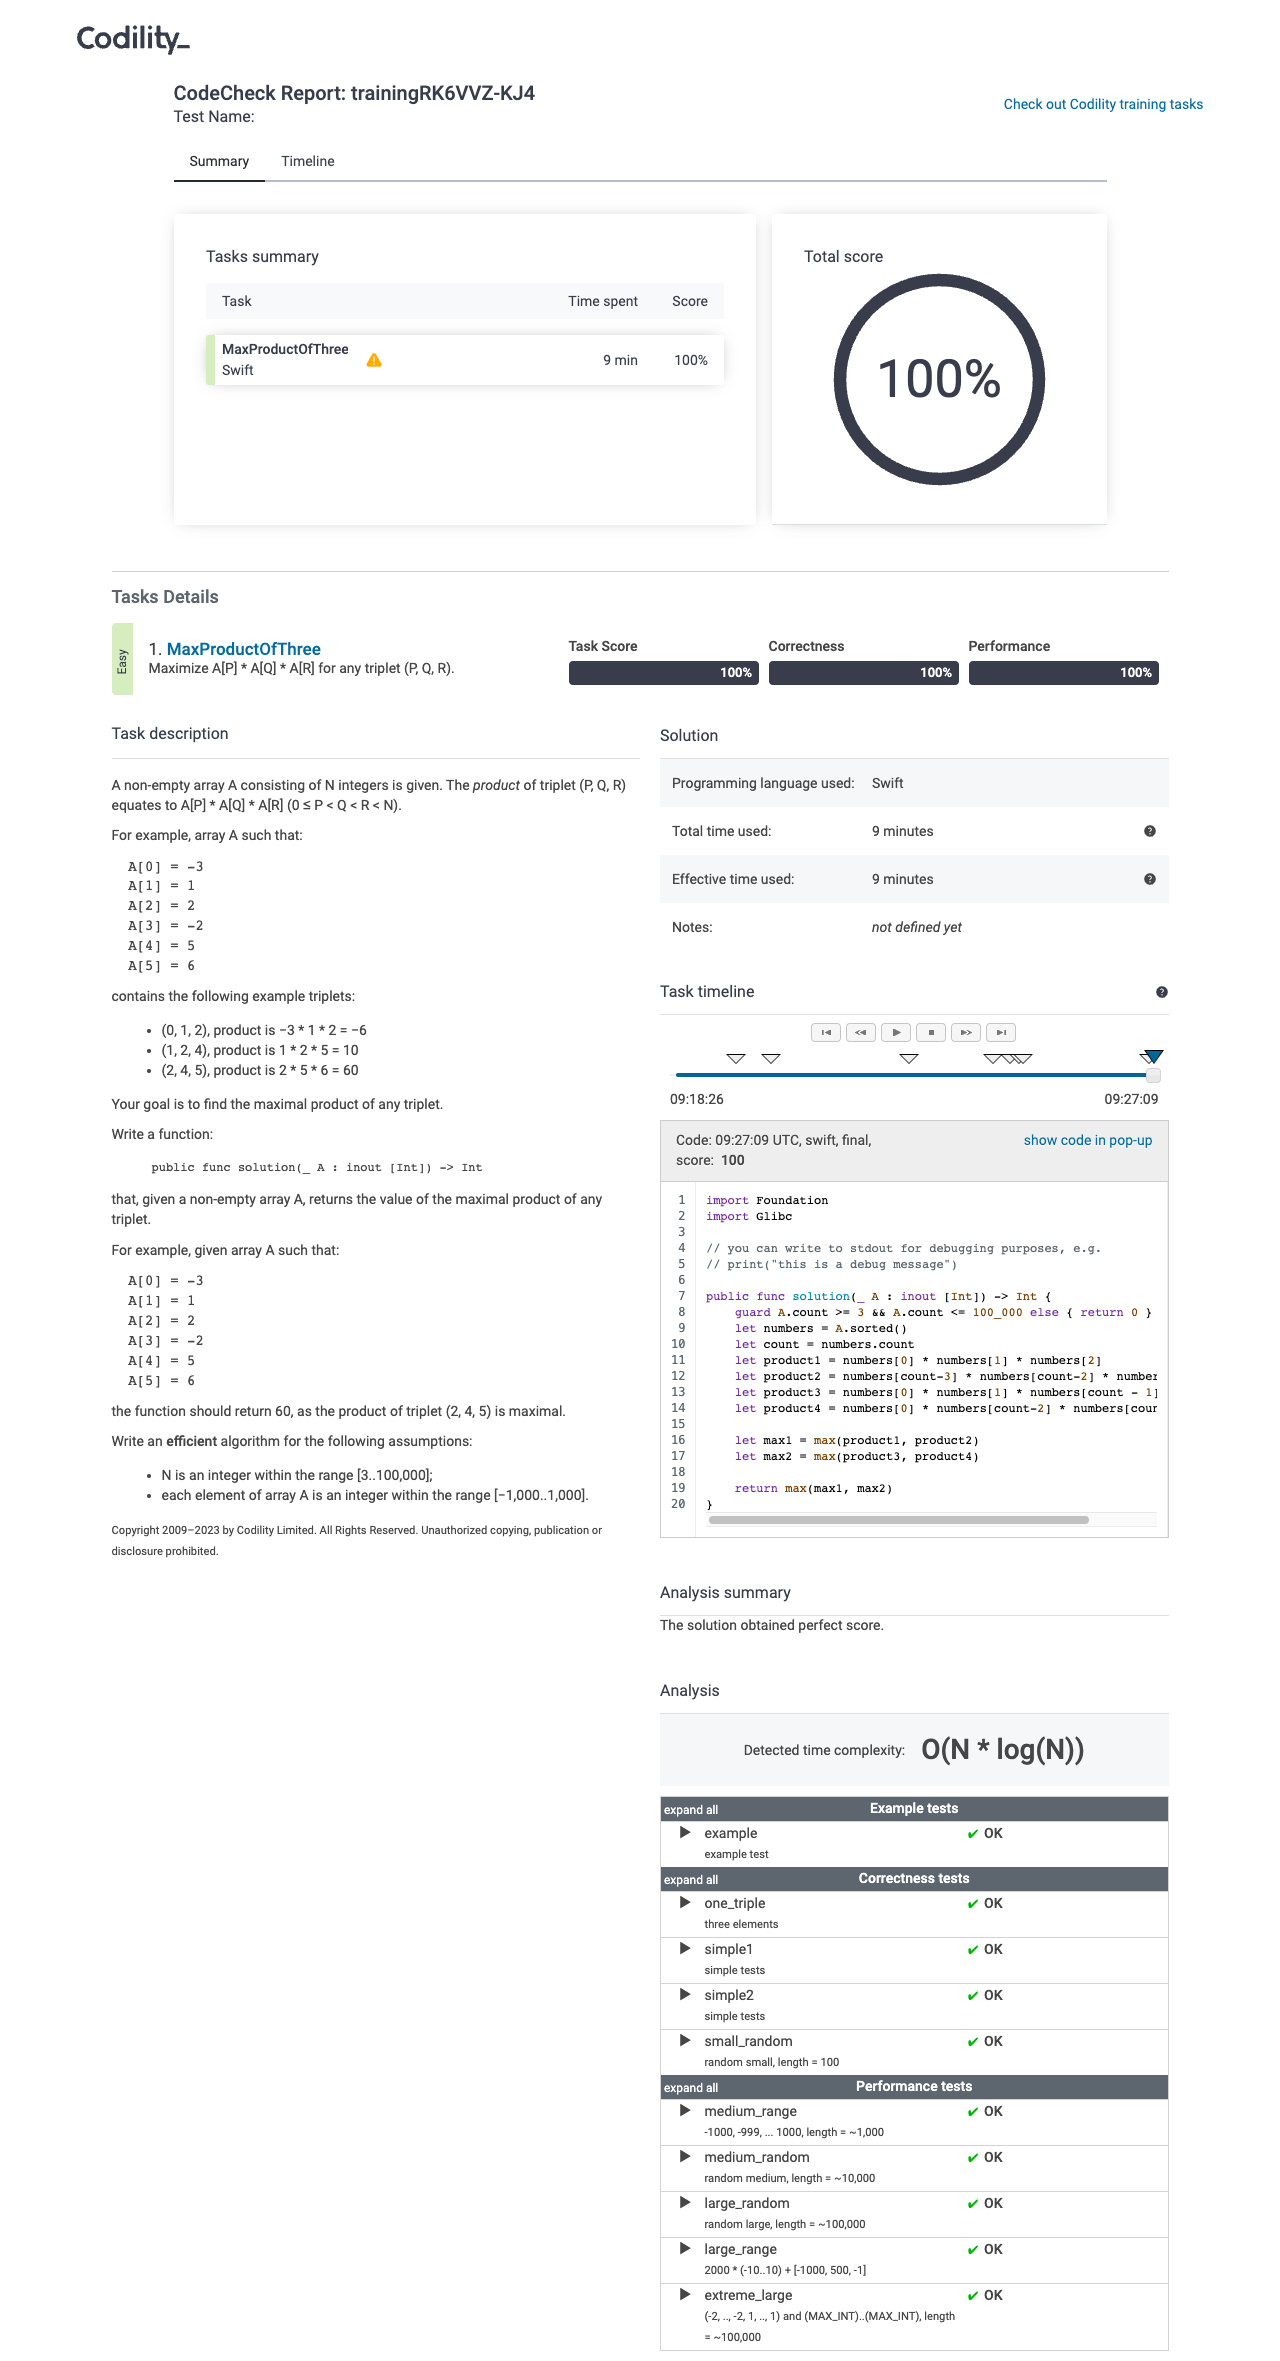 Codility_
CodeCheck Report: trainingRK6VVZ-KJ4
Test Name:
Check out Codility training tasks
Summary Timeline
Tasks summary
Task Time spent Score
MaxProductOfThree
Swift
9 min 100%
Total score
100%
Tasks Details
Easy
1. MaxProductOfThree
Maximize A[P] * A[Q] * A[R] for any triplet (P, Q, R).
Task Score Correctness Performance
100% 100% 100%
Task description
A non-empty array A consisting of N integers is given. The product of triplet (P, Q, R)
equates to A[P] * A[Q] * A[R] (0 ≤ P < Q < R < N).
For example, array A such that:
A[0] = -3
A[1] = 1
A[2] = 2
A[3] = -2
A[4] = 5
A[5] = 6
contains the following example triplets:
• (0, 1, 2), product is −3 * 1 * 2 = −6
• (1, 2, 4), product is 1 * 2 * 5 = 10
• (2, 4, 5), product is 2 * 5 * 6 = 60
Your goal is to find the maximal product of any triplet.
Write a function:
public func solution(_ A : inout [Int]) -> Int
that, given a non-empty array A, returns the value of the maximal product of any
triplet.
For example, given array A such that:
A[0] = -3
A[1] = 1
A[2] = 2
A[3] = -2
A[4] = 5
A[5] = 6
the function should return 60, as the product of triplet (2, 4, 5) is maximal.
Write an efficient algorithm for the following assumptions:
• N is an integer within the range [3..100,000];
• each element of array A is an integer within the range [−1,000..1,000].
Copyright 2009–2023 by Codility Limited. All Rights Reserved. Unauthorized copying, publication or
disclosure prohibited.
Solution
Programming language used: Swift
Total time used: 9 minutes
Effective time used: 9 minutes
Notes: not defined yet
Task timeline
09:18:26 09:27:09
Code: 09:27:09 UTC, swift, final,
score: 100
show code in pop-up
1 import Foundation
2 import Glibc
3
4 // you can write to stdout for debugging purposes, e.g.
5 // print("this is a debug message")
6
7 public func solution(_ A : inout [Int]) -> Int {
8 guard A.count >= 3 && A.count <= 100_000 else { return 0 }
9 let numbers = A.sorted()
10 let count = numbers.count
11 let product1 = numbers[0] * numbers[1] * numbers[2]
12 let product2 = numbers[count-3] * numbers[count-2] * number
13 let product3 = numbers[0] * numbers[1] * numbers[count - 1]
14 let product4 = numbers[0] * numbers[count-2] * numbers[coun
15
16 let max1 = max(product1, product2)
17 let max2 = max(product3, product4)
18
19 return max(max1, max2)
20 }
Analysis summary
The solution obtained perfect score.
Analysis
Detected time complexity: O(N * log(N))
expand all Example tests
example ✔ OK
example test
expand all Correctness tests
one_triple ✔ OK
three elements
simple1 ✔ OK
simple tests
simple2 ✔ OK
simple tests
small_random ✔ OK
random small, length = 100
expand all Performance tests
medium_range ✔ OK
-1000, -999, ... 1000, length = ~1,000
medium_random ✔ OK
random medium, length = ~10,000
large_random ✔ OK
random large, length = ~100,000
large_range ✔ OK
2000 * (-10..10) + [-1000, 500, -1]
extreme_large ✔ OK
(-2, .., -2, 1, .., 1) and (MAX_INT)..(MAX_INT), length
= ~100,000